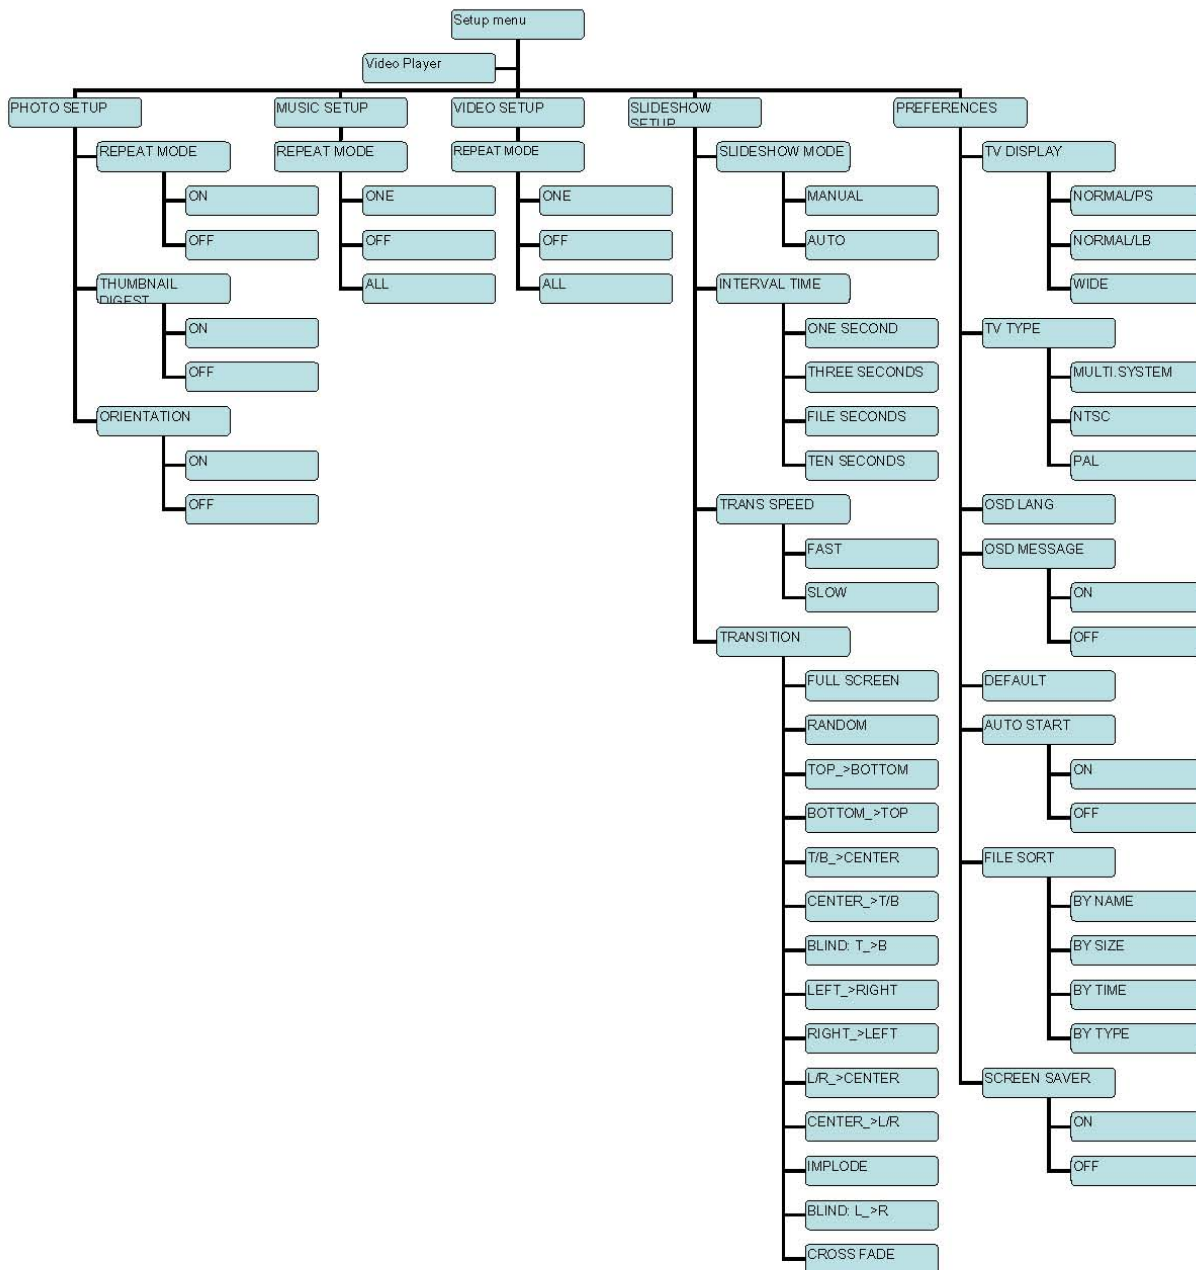 Setup menu
Video Player
PHOTO SETUP
REPEAT MODE
ON
OFF
THUMBNAIL
DIGEST
ON
OFF
ORIENTATION
ON
OFF
MUSIC SETUP
REPEAT MODE
ONE
OFF
ALL
VIDEO SETUP
REPEAT MODE
ONE
OFF
ALL
SLIDESHOW
SETUP
SLIDESHOW MODE
MANUAL
AUTO
INTERVAL TIME
ONE SECOND
THREE SECONDS
FILE SECONDS
TEN SECONDS
TRANS SPEED
FAST
SLOW
TRANSITION
FULL SCREEN
RANDOM
TOP_>BOTTOM
BOTTOM_>TOP
T/B_>CENTER
CENTER_>T/B
BLIND: T_>B
LEFT_>RIGHT
RIGHT_>LEFT
L/R_>CENTER
CENTER_>L/R
IMPLODE
BLIND: L_>R
CROSS FADE
PREFERENCES
TV DISPLAY
NORMAL/PS
NORMAL/LB
WIDE
TV TYPE
MULTI.SYSTEM
NTSC
PAL
OSD LANG
OSD MESSAGE
ON
OFF
DEFAULT
AUTO START
ON
OFF
FILE SORT
BY NAME
BY SIZE
BY TIME
BY TYPE
SCREEN SAVER
ON
OFF